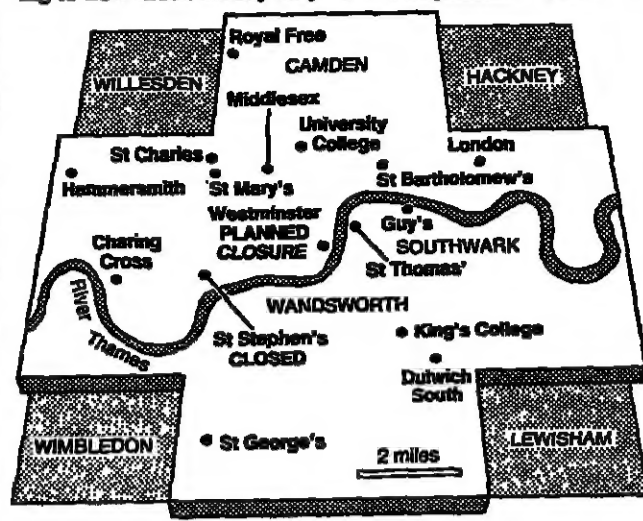 Royal Free
CAMDEN
WILLESDEN
HACKNEY
Middlesex
University
College
London
St Charles
St Bartholomew's
Hammersmith
St Mary's
Westminster
PLANNED
CLOSURE
Guy's
SOUTHWARK
St Thomas'
Charing
Cross
River
Thames
WANDSWORTH
St Stephen's
CLOSED
King's College
Dulwich
South
WIMBLEDON
St George's
2 miles
LEWISHAM